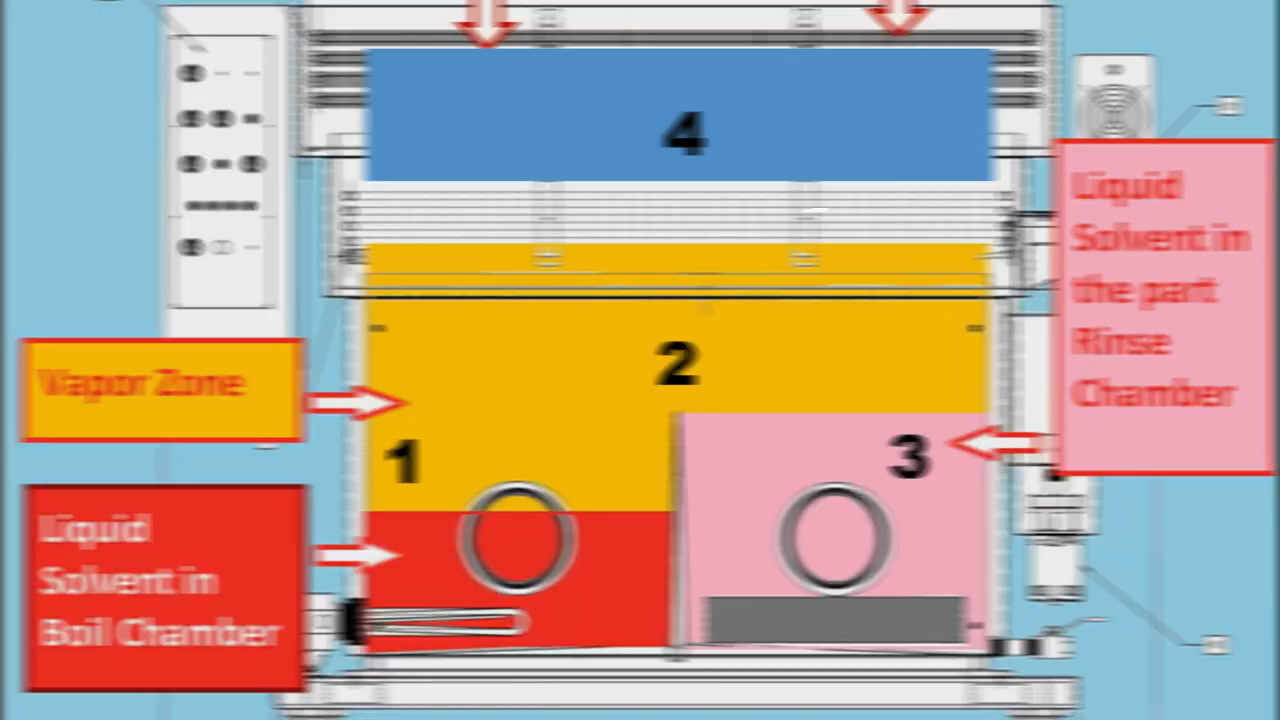 4
Liquid
Solvent in
the part
Rinse
Chamber
2
Vapor Zone
1
3
Liquid
Solvent in
Boil Chamber